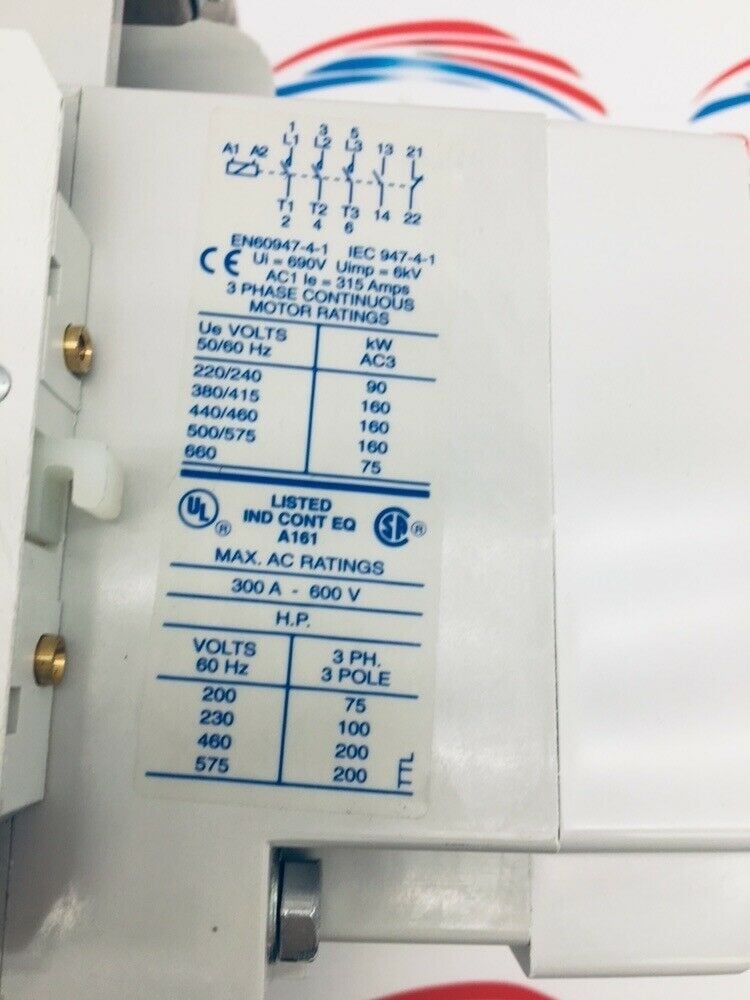 1 3 5
L1 L2 L3 13 21
A1 A2
T1 T2 T3 14 22
2 4 6
EN60947-4-1 IEC 947-4-1
CE Ui = 690V Uimp = 6kV
AC1 Ie = 315 Amps
3 PHASE CONTINUOUS
MOTOR RATINGS
Ue VOLTS kW
50/60 Hz AC3
220/240 90
380/415 160
440/460 160
500/575 160
660 75
UL® LISTED SA®
IND CONT EQ
A161
MAX. AC RATINGS
300 A - 600 V
H.P.
VOLTS 3 PH.
60 Hz 3 POLE
200 75
230 100
460 200
575 200